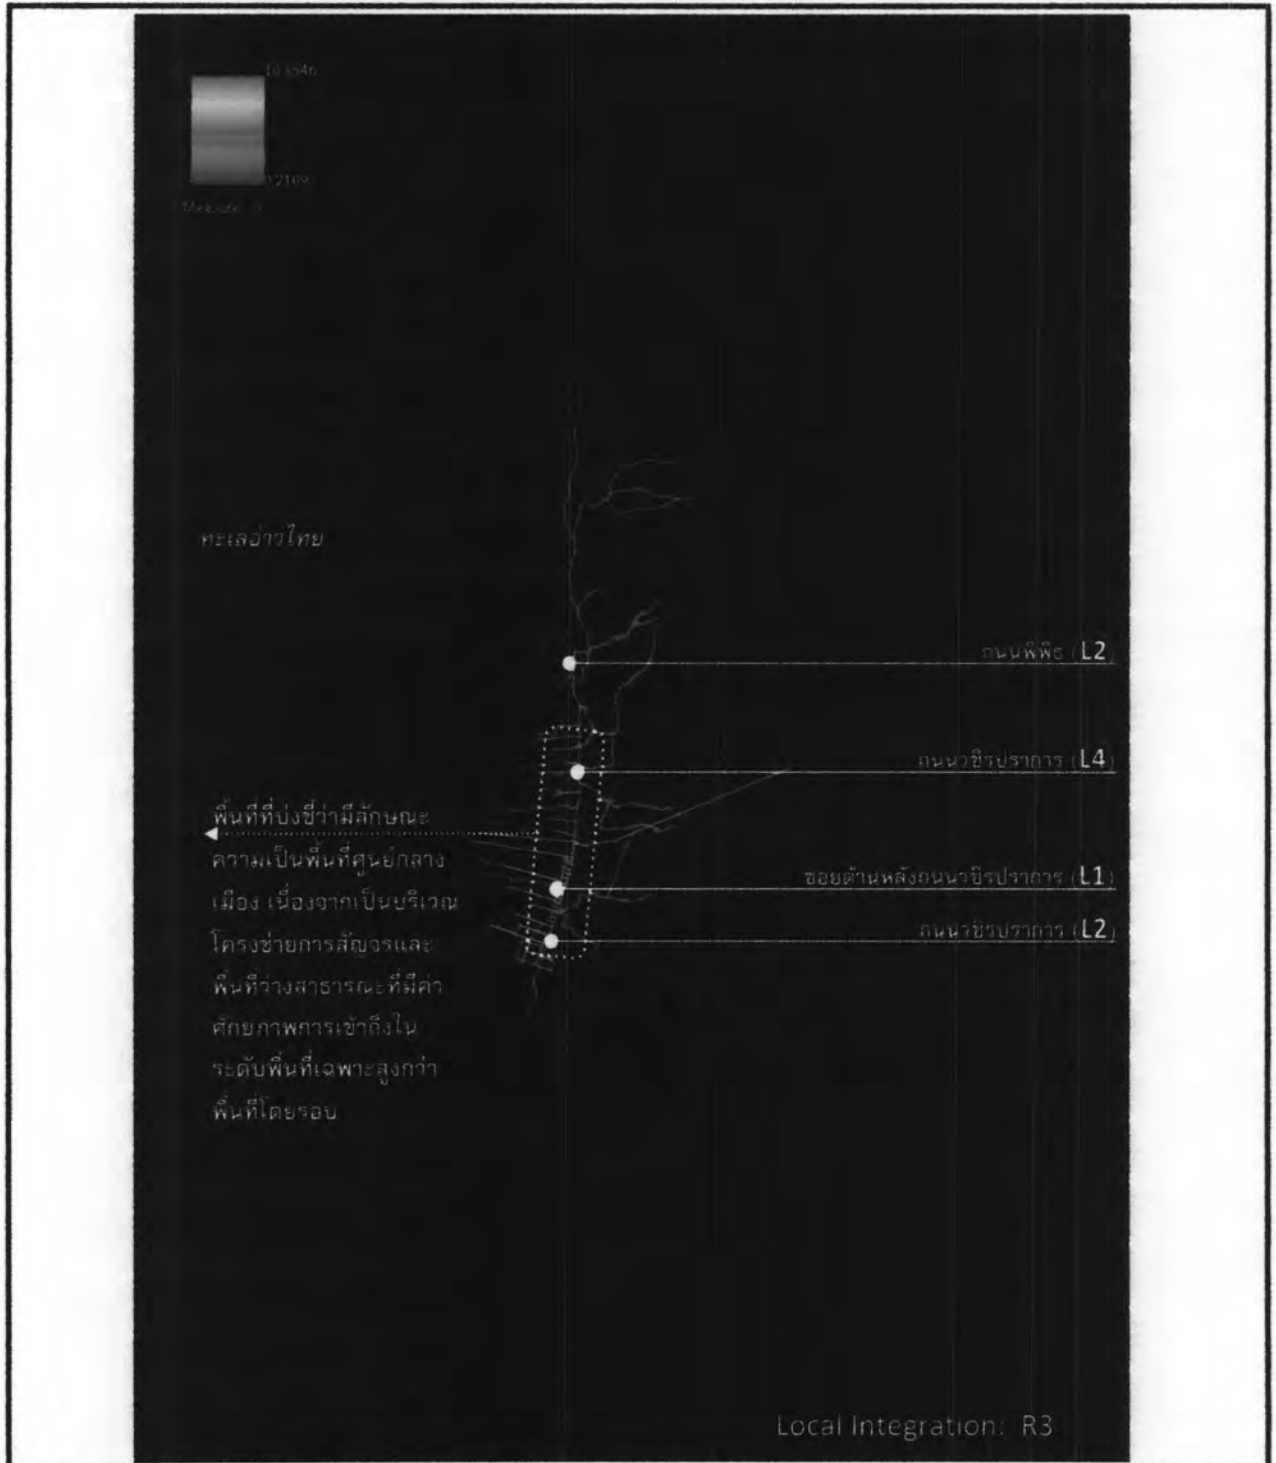 ทะเลอ่าวไทย
ถนนพิพิธ (L2)
ถนนวชิรปราการ (L4)
พื้นที่ที่บ่งชี้ว่ามีลักษณะ
ความเป็นพื้นที่ศูนย์กลาง
เมือง เนื่องจากเป็นบริเวณ
โครงข่ายการสัญจรและ
พื้นที่ว่างสาธารณะที่มีค่า
ศักยภาพการเข้าถึงใน
ระดับพื้นที่เฉพาะสูงกว่า
พื้นที่โดยรอบ
ซอยด้านหลังถนนวชิรปราการ (L1)
ถนนวชิรปราการ (L2)
Local Integration: R3